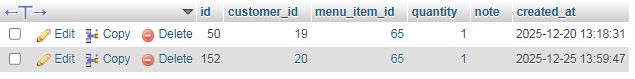 ←T→ id customer_id menu_item_id quantity note created_at
Edit Copy Delete 50 19 65 1 2025-12-20 13:18:31
Edit Copy Delete 152 20 65 1 2025-12-25 13:59:47